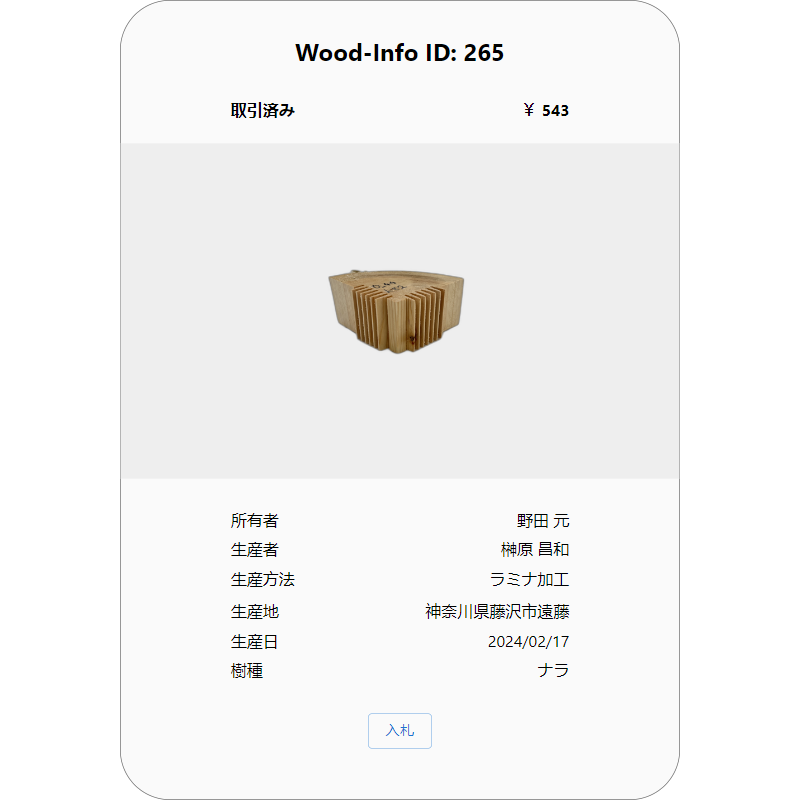 Wood-Info ID: 265
取引済み ¥ 543
所有者 野田 元
生産者 榊原 昌和
生産方法 ラミナ加工
生産地 神奈川県藤沢市遠藤
生産日 2024/02/17
樹種 ナラ
入札